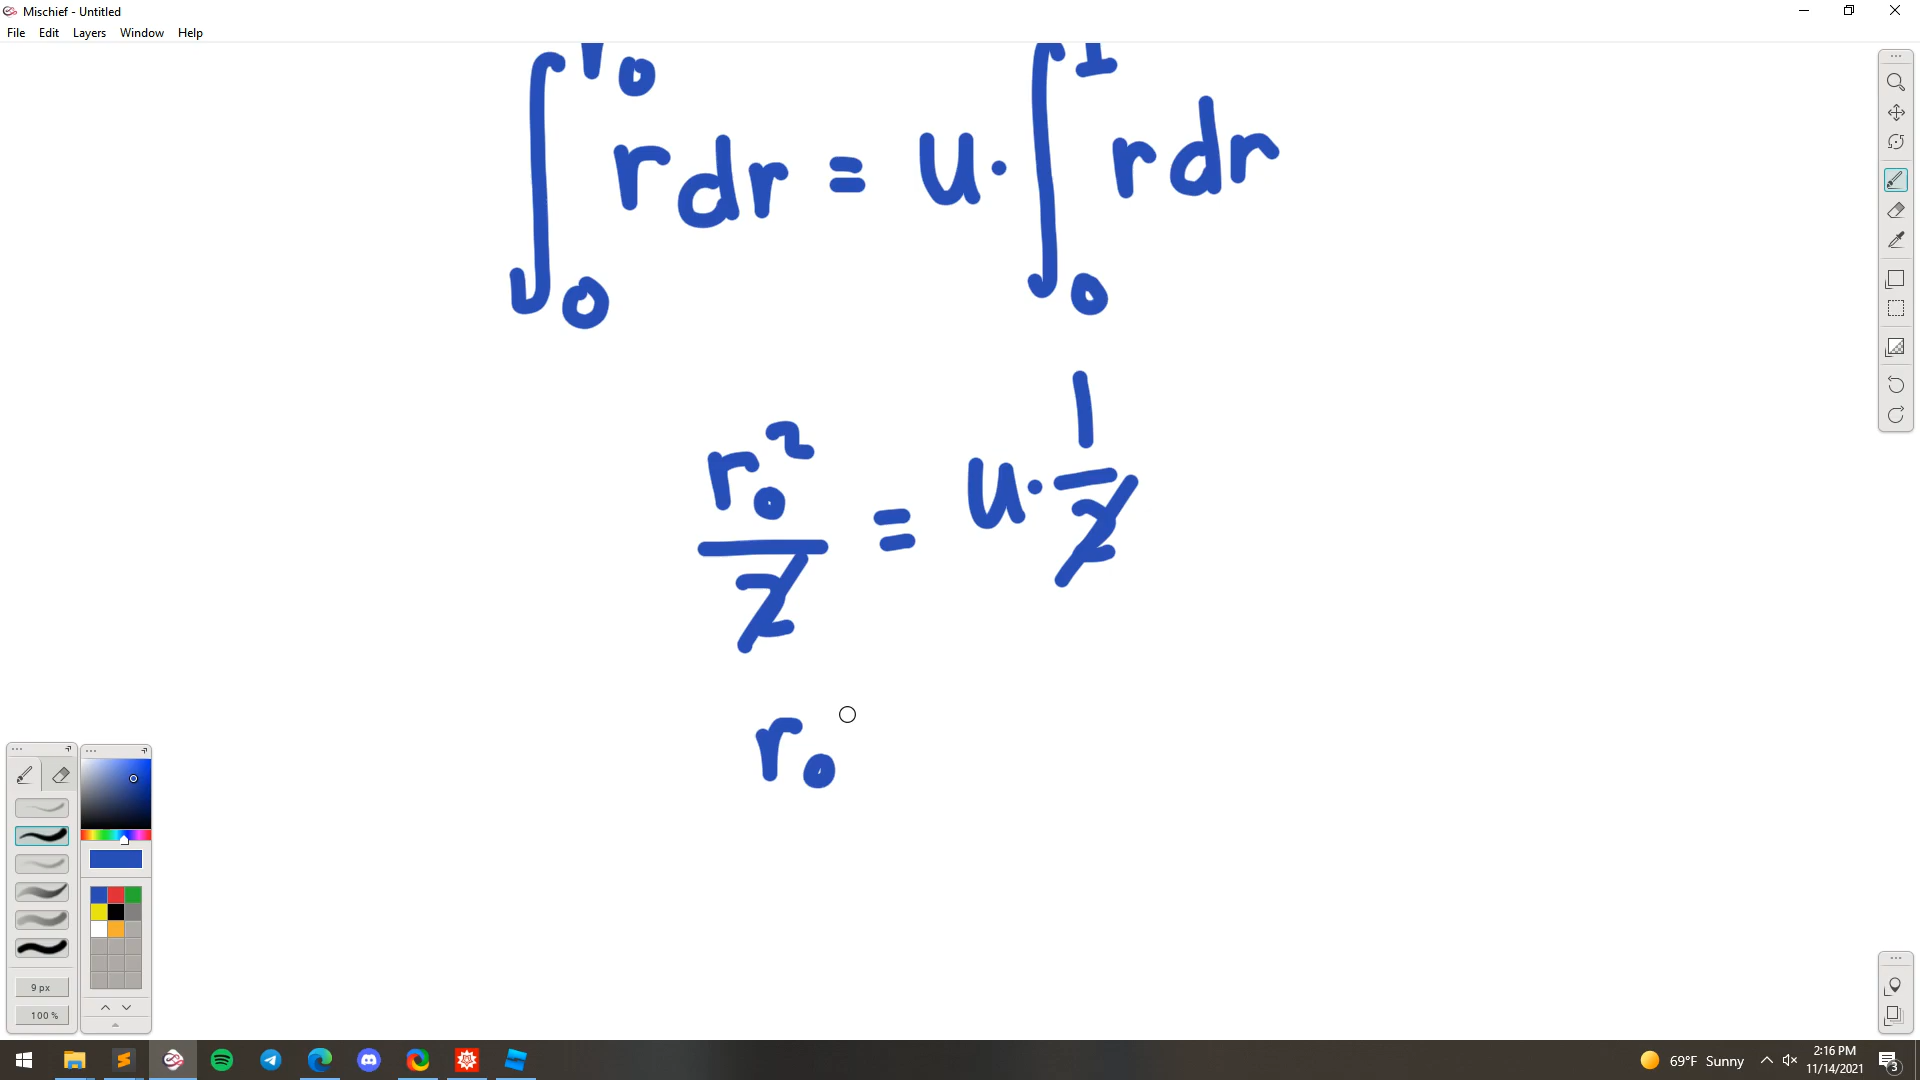 Mischief - Untitled
File Edit Layers Window Help
∫₀^r₀ r dr = u · ∫₀^1 r dr
r₀²/2 = u · 1/2
r₀
9 px
100 %
69°F Sunny
2:16 PM
11/14/2021
3